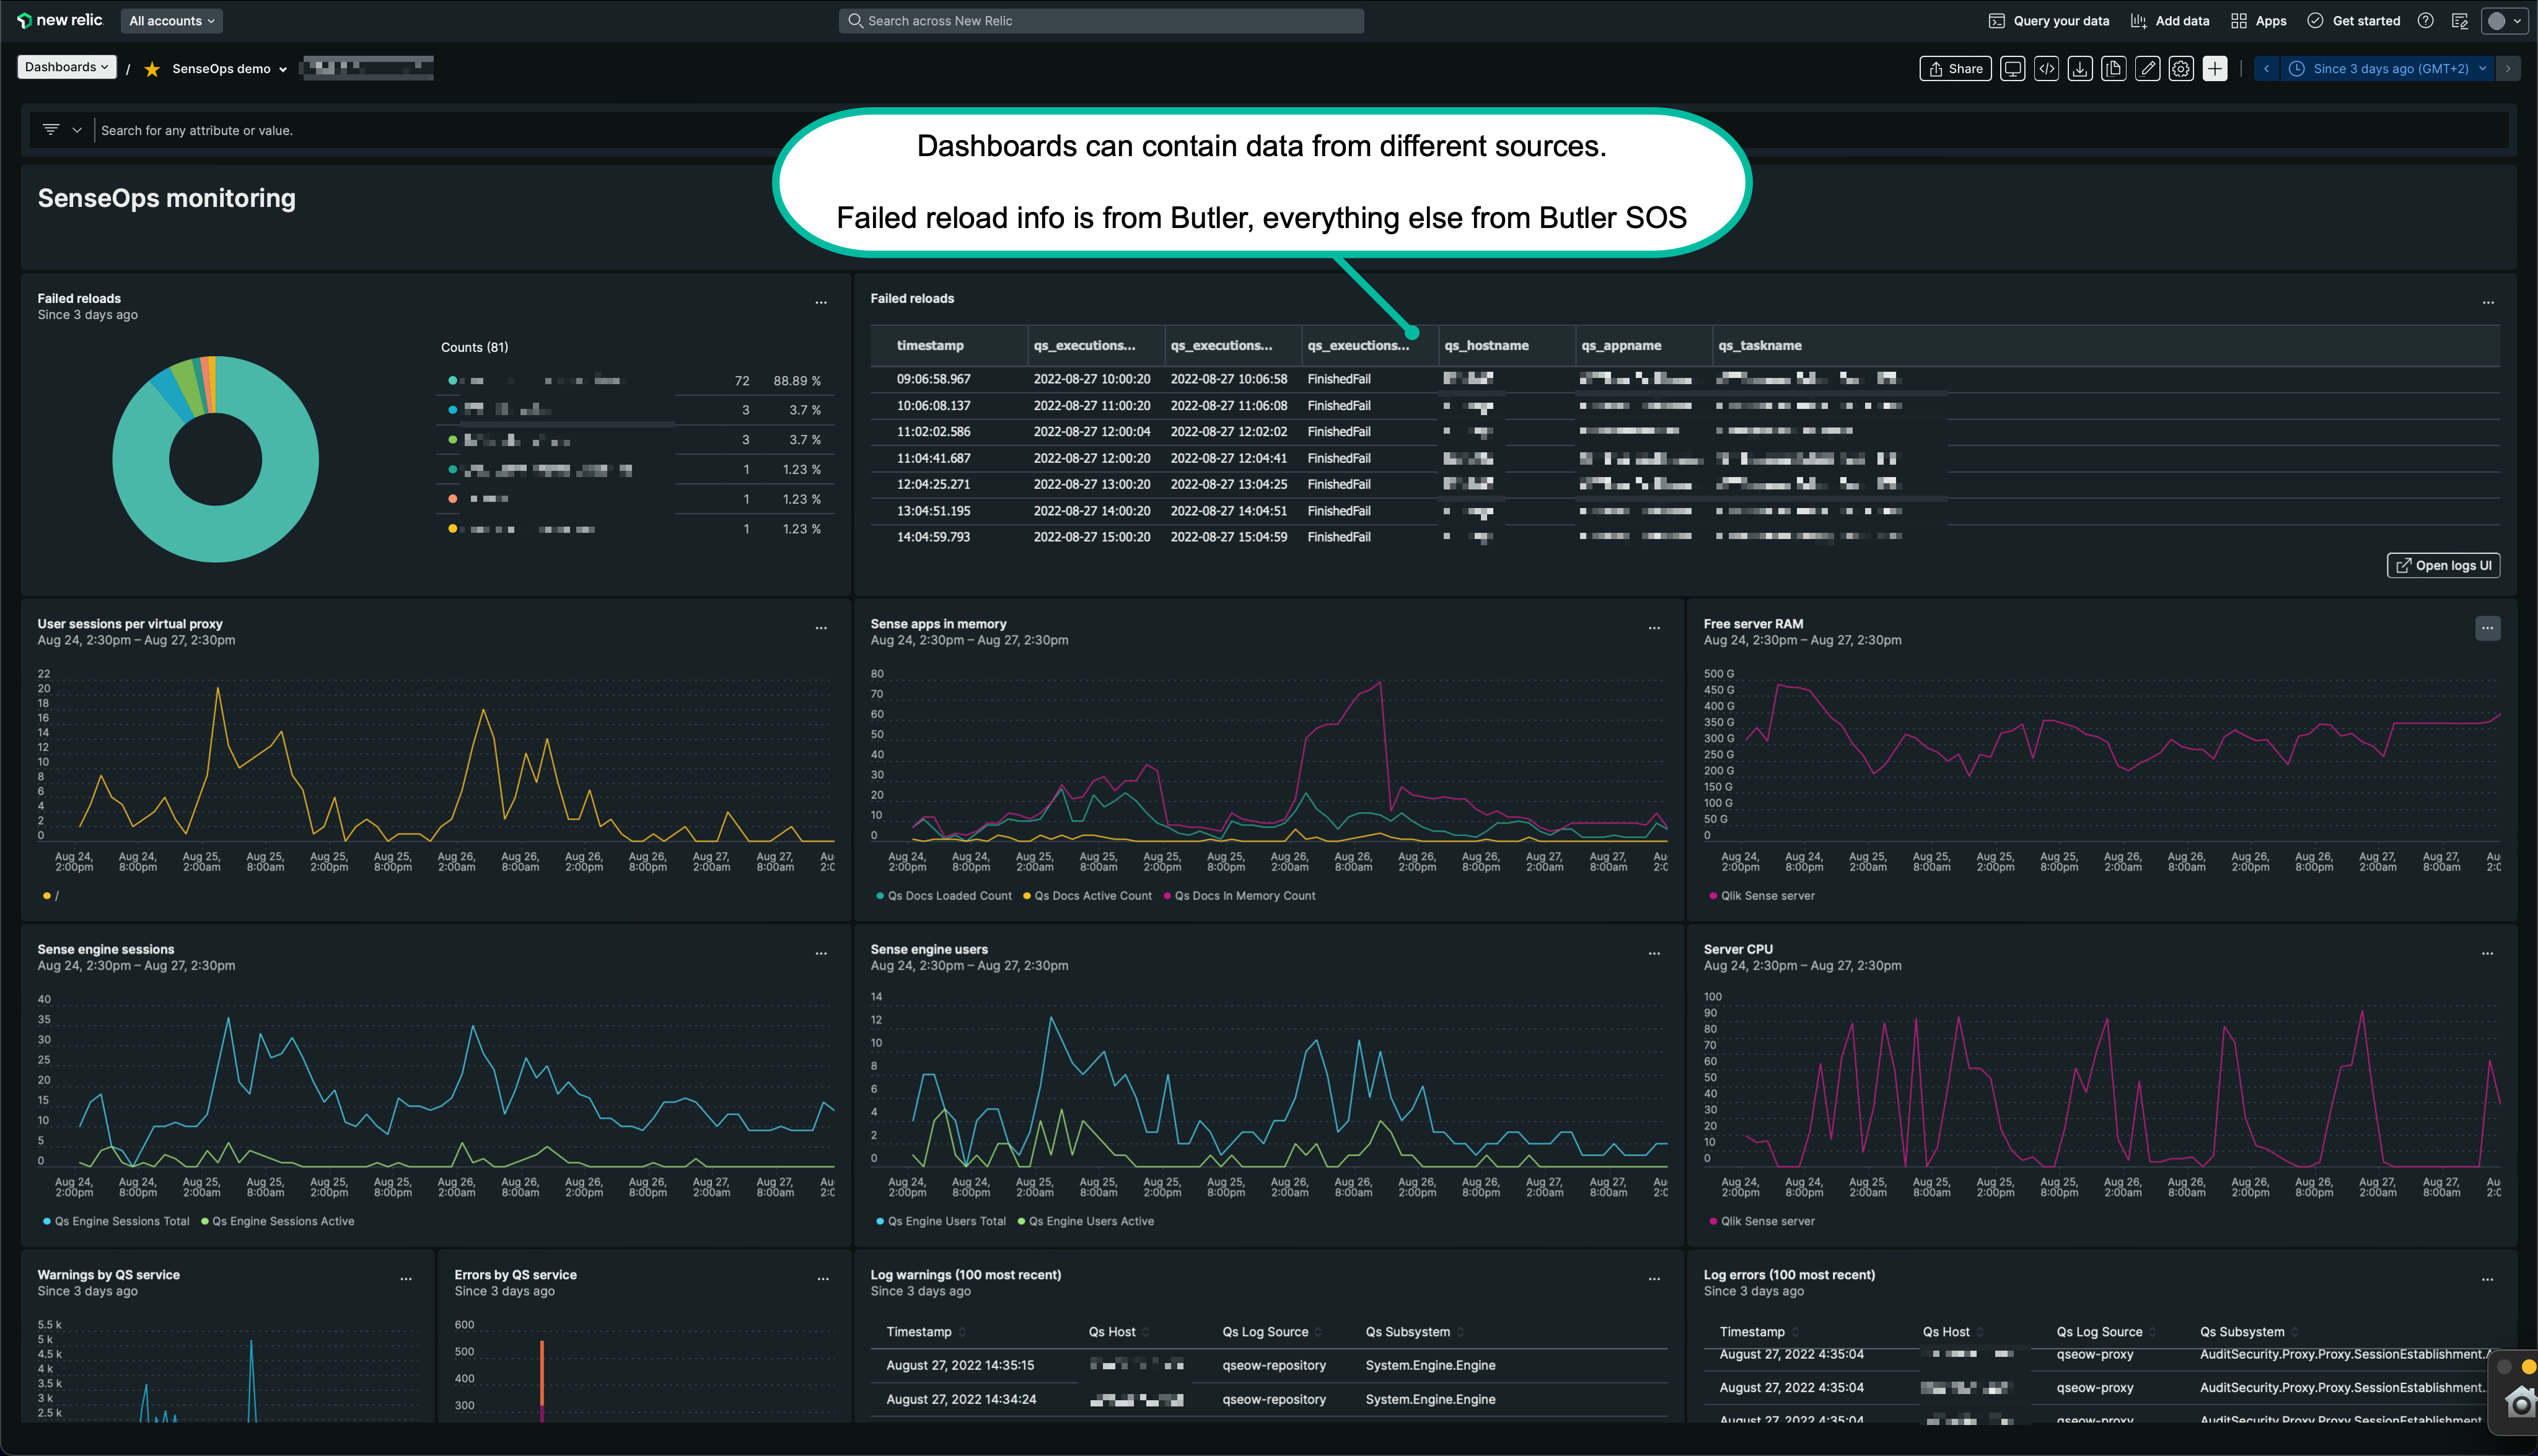 new relic
All accounts
Search across New Relic
Query your data
Add data
Apps
Get started
Dashboards
/
SenseOps demo
Share
Since 3 days ago (GMT+2)
Search for any attribute or value.
Dashboards can contain data from different sources.
Failed reload info is from Butler, everything else from Butler SOS
SenseOps monitoring
Failed reloads
Since 3 days ago
Counts (81)
72 88.89 %
3 3.7 %
3 3.7 %
1 1.23 %
1 1.23 %
1 1.23 %
Failed reloads
timestamp qs_executions... qs_executions... qs_exeuctions... qs_hostname qs_appname qs_taskname
09:06:58.967 2022-08-27 10:00:20 2022-08-27 10:06:58 FinishedFail
10:06:08.137 2022-08-27 11:00:20 2022-08-27 11:06:08 FinishedFail
11:02:02.586 2022-08-27 12:00:04 2022-08-27 12:02:02 FinishedFail
11:04:41.687 2022-08-27 12:00:20 2022-08-27 12:04:41 FinishedFail
12:04:25.271 2022-08-27 13:00:20 2022-08-27 13:04:25 FinishedFail
13:04:51.195 2022-08-27 14:00:20 2022-08-27 14:04:51 FinishedFail
14:04:59.793 2022-08-27 15:00:20 2022-08-27 15:04:59 FinishedFail
Open logs UI
User sessions per virtual proxy
Aug 24, 2:30pm – Aug 27, 2:30pm
22
20
18
16
14
12
10
8
6
4
2
0
Aug 24, Aug 24, Aug 25, Aug 25, Aug 25, Aug 25, Aug 26, Aug 26, Aug 26, Aug 26, Aug 27, Aug 27, Au
2:00pm 8:00pm 2:00am 8:00am 2:00pm 8:00pm 2:00am 8:00am 2:00pm 8:00pm 2:00am 8:00am 2:0
/
Sense apps in memory
Aug 24, 2:30pm – Aug 27, 2:30pm
80
70
60
50
40
30
20
10
0
Aug 24, Aug 24, Aug 25, Aug 25, Aug 25, Aug 25, Aug 26, Aug 26, Aug 26, Aug 26, Aug 27, Aug 27, Au
2:00pm 8:00pm 2:00am 8:00am 2:00pm 8:00pm 2:00am 8:00am 2:00pm 8:00pm 2:00am 8:00am 2:0
Qs Docs Loaded Count Qs Docs Active Count Qs Docs In Memory Count
Free server RAM
Aug 24, 2:30pm – Aug 27, 2:30pm
500 G
450 G
400 G
350 G
300 G
250 G
200 G
150 G
100 G
50 G
0
Aug 24, Aug 24, Aug 25, Aug 25, Aug 25, Aug 25, Aug 26, Aug 26, Aug 26, Aug 26, Aug 27, Aug 27, Au
2:00pm 8:00pm 2:00am 8:00am 2:00pm 8:00pm 2:00am 8:00am 2:00pm 8:00pm 2:00am 8:00am 2:0
Qlik Sense server
Sense engine sessions
Aug 24, 2:30pm – Aug 27, 2:30pm
40
35
30
25
20
15
10
5
0
Aug 24, Aug 24, Aug 25, Aug 25, Aug 25, Aug 25, Aug 26, Aug 26, Aug 26, Aug 26, Aug 27, Aug 27, Au
2:00pm 8:00pm 2:00am 8:00am 2:00pm 8:00pm 2:00am 8:00am 2:00pm 8:00pm 2:00am 8:00am 2:0
Qs Engine Sessions Total Qs Engine Sessions Active
Sense engine users
Aug 24, 2:30pm – Aug 27, 2:30pm
14
12
10
8
6
4
2
0
Aug 24, Aug 24, Aug 25, Aug 25, Aug 25, Aug 25, Aug 26, Aug 26, Aug 26, Aug 26, Aug 27, Aug 27, Au
2:00pm 8:00pm 2:00am 8:00am 2:00pm 8:00pm 2:00am 8:00am 2:00pm 8:00pm 2:00am 8:00am 2:0
Qs Engine Users Total Qs Engine Users Active
Server CPU
Aug 24, 2:30pm – Aug 27, 2:30pm
100
90
80
70
60
50
40
30
20
10
0
Aug 24, Aug 24, Aug 25, Aug 25, Aug 25, Aug 25, Aug 26, Aug 26, Aug 26, Aug 26, Aug 27, Aug 27, Au
2:00pm 8:00pm 2:00am 8:00am 2:00pm 8:00pm 2:00am 8:00am 2:00pm 8:00pm 2:00am 8:00am 2:0
Qlik Sense server
Warnings by QS service
Since 3 days ago
5.5 k
5 k
4.5 k
4 k
3.5 k
3 k
2.5 k
Errors by QS service
Since 3 days ago
600
500
400
300
Log warnings (100 most recent)
Since 3 days ago
Timestamp Qs Host Qs Log Source Qs Subsystem
August 27, 2022 14:35:15 qseow-repository System.Engine.Engine
August 27, 2022 14:34:24 qseow-repository System.Engine.Engine
Log errors (100 most recent)
Since 3 days ago
Timestamp Qs Host Qs Log Source Qs Subsystem
August 27, 2022 4:35:04 qseow-proxy AuditSecurity.Proxy.Proxy.SessionEstablishment.
August 27, 2022 4:35:04 qseow-proxy AuditSecurity.Proxy.Proxy.SessionEstablishment.
August 27, 2022 4:35:04 qseow-proxy AuditSecurity.Proxy.Proxy.SessionEstablishment